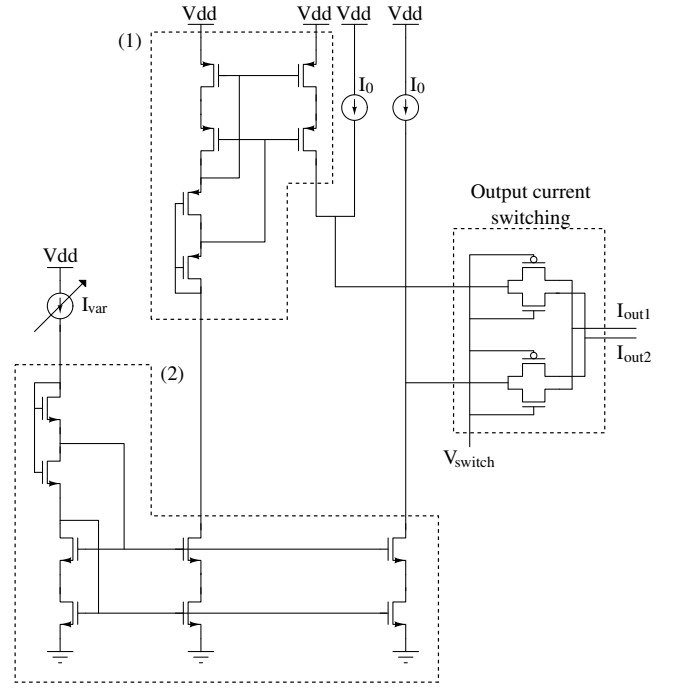 Vdd
Vdd
Vdd
Vdd
(1)
I0
I0
Output current
switching
Vdd
Ivar
Iout1
Iout2
(2)
Vswitch